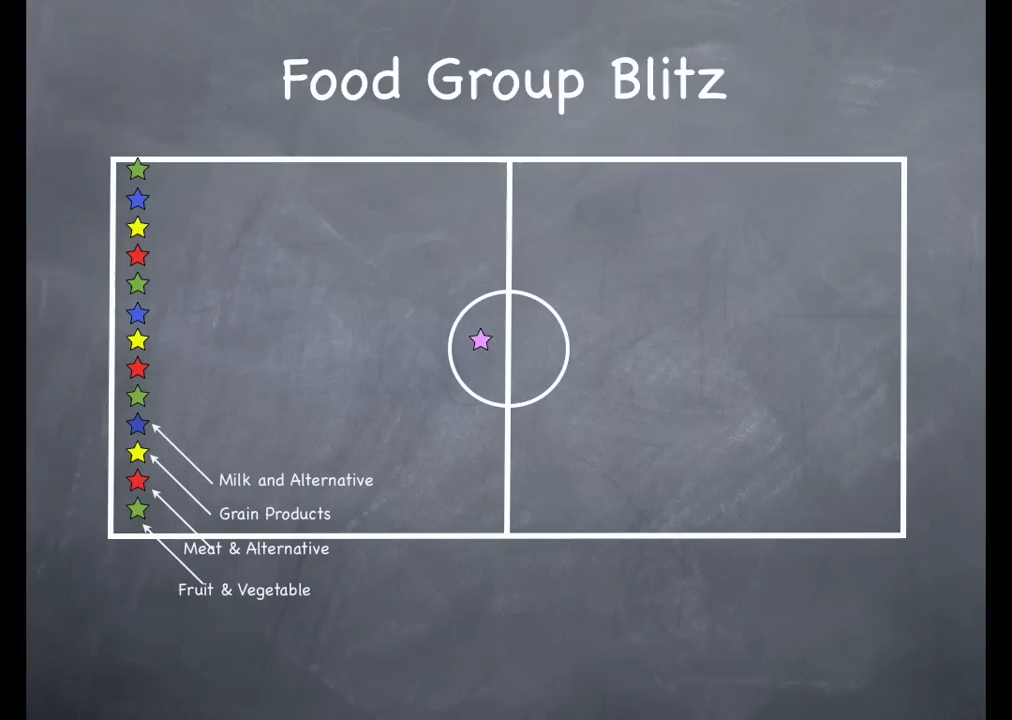 Food Group Blitz
Milk and Alternative
Grain Products
Meat & Alternative
Fruit & Vegetable